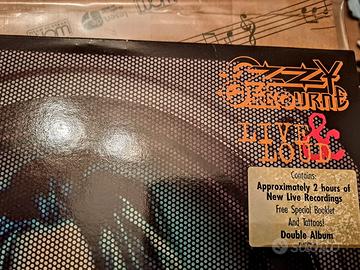 OZZY
OSBOURNE
LIVE &
LOUD
Contains:
Approximately 2 hours of
New Live Recordings
Free Special Booklet
And Tattoos!
Double Album